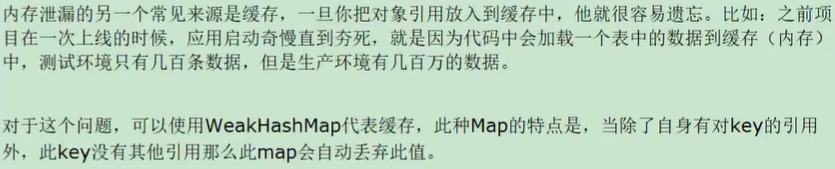 内存泄漏的另一个常见来源是缓存，一旦你把对象引用放入到缓存中，他就很容易遗忘。比如：之前项
目在一次上线的时候，应用启动奇慢直到夯死，就是因为代码中会加载一个表中的数据到缓存（内存）
中，测试环境只有几百条数据，但是生产环境有几百万的数据。
对于这个问题，可以使用WeakHashMap代表缓存，此种Map的特点是，当除了自身有对key的引用
外，此key没有其他引用那么此map会自动丢弃此值。